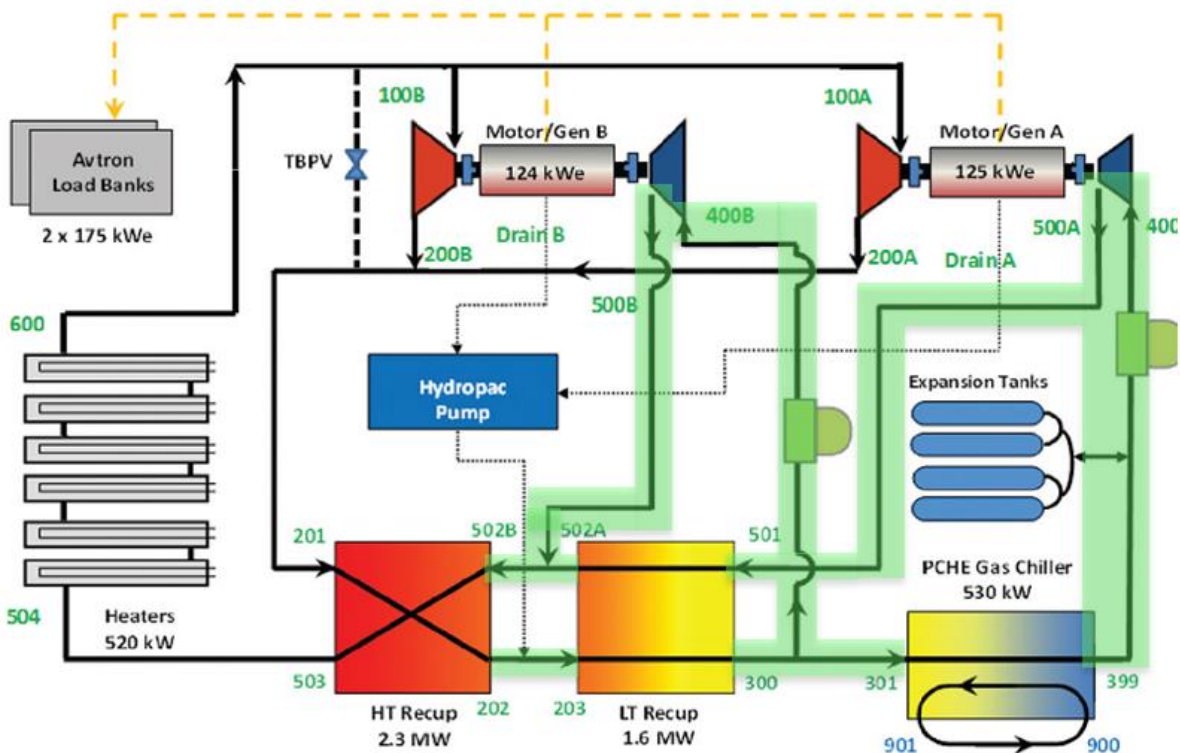 100B
100A
Motor/Gen B
Motor/Gen A
Avtron
Load Banks
TBPV
124 kWe
125 kWe
2 x 175 kWe
400B
500A
400
Drain B
200B
200A
Drain A
500B
600
Hydropac
Pump
Expansion Tanks
201
502B
502A
501
PCHE Gas Chiller
530 kW
504
Heaters
520 kW
503
202
203
300
301
399
HT Recup
2.3 MW
LT Recup
1.6 MW
901
900